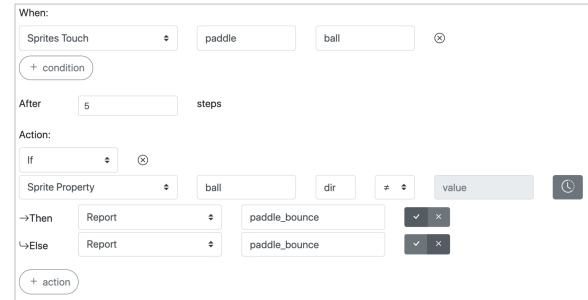 When:
Sprites Touch paddle ball
+ condition
After 5 steps
Action:
If
Sprite Property ball dir ≠ value
→Then Report paddle_bounce
↳Else Report paddle_bounce
+ action